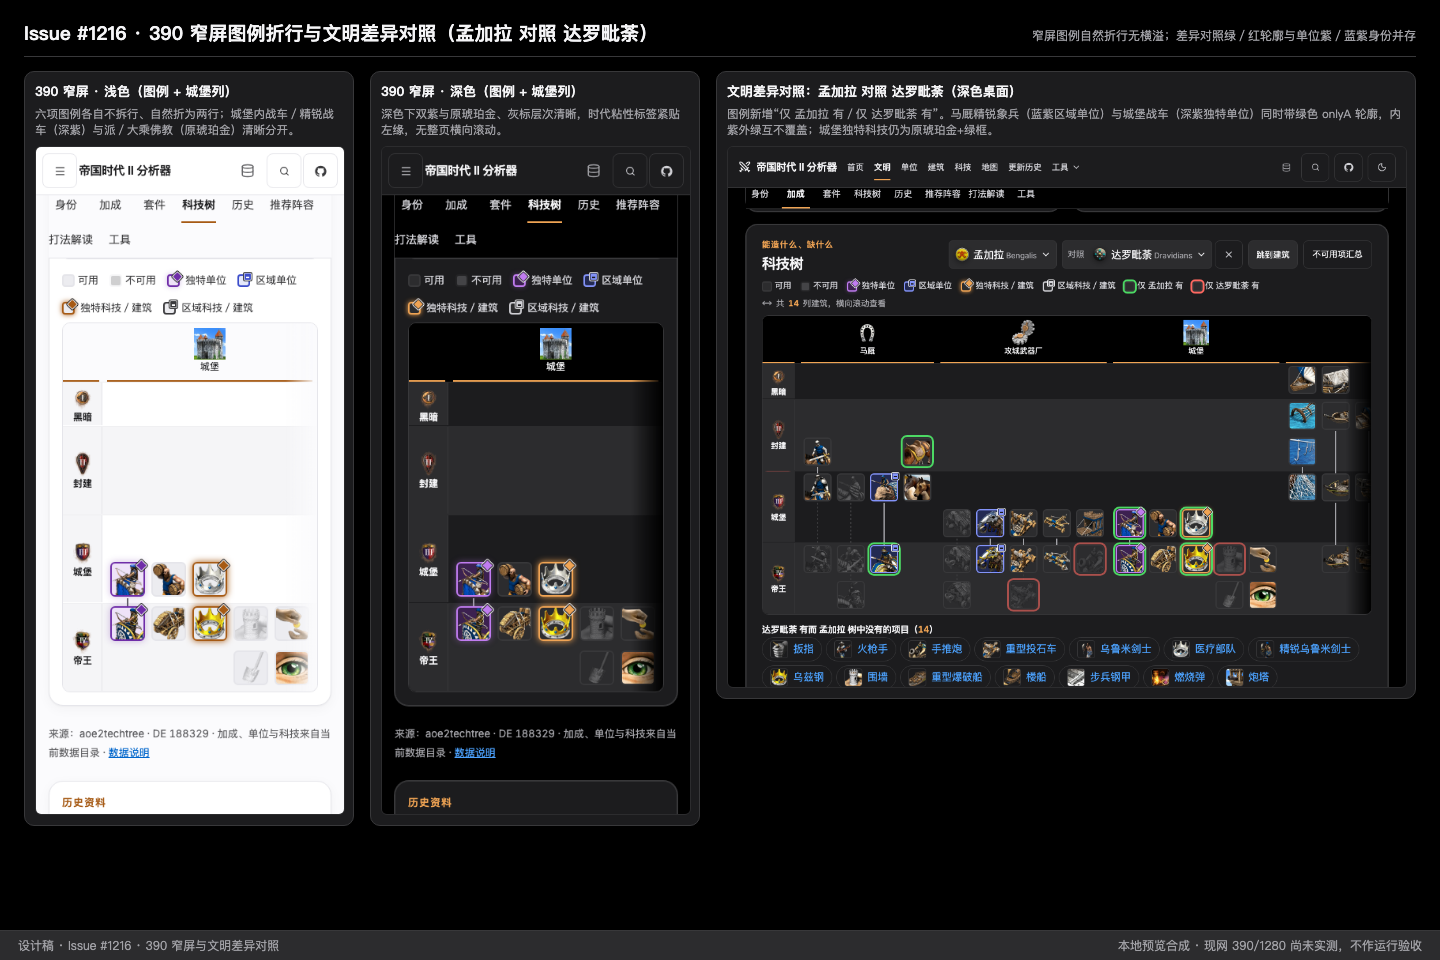 Issue #1216 · 390 窄屏图例折行与文明差异对照（孟加拉 对照 达罗毗荼）
窄屏图例自然折行无横溢；差异对照绿 / 红轮廓与单位紫 / 蓝紫身份并存
390 窄屏 · 浅色（图例 + 城堡列）
六项图例各自不拆行、自然折为两行；城堡内战车 / 精锐战
车（深紫）与派 / 大乘佛教（原琥珀金）清晰分开。
帝国时代 II 分析器
身份 加成 套件 科技树 历史 推荐阵容
打法解读 工具
可用 不可用 独特单位 区域单位
独特科技 / 建筑 区域科技 / 建筑
城堡
黑暗
封建
城堡
帝王
来源：aoe2techtree · DE 188329 · 加成、单位与科技来自当
前数据目录 · 数据说明
历史资料
390 窄屏 · 深色（图例 + 城堡列）
深色下双紫与原琥珀金、灰标层次清晰，时代粘性标签紧贴
左缘，无整页横向滚动。
帝国时代 II 分析器
身份 加成 套件 科技树 历史 推荐阵容
打法解读 工具
可用 不可用 独特单位 区域单位
独特科技 / 建筑 区域科技 / 建筑
城堡
黑暗
封建
城堡
帝王
来源：aoe2techtree · DE 188329 · 加成、单位与科技来自当
前数据目录 · 数据说明
历史资料
文明差异对照：孟加拉 对照 达罗毗荼（深色桌面）
图例新增“仅 孟加拉 有 / 仅 达罗毗荼 有”。马厩精锐象兵（蓝紫区域单位）与城堡战车（深紫独特单位）同时带绿色 onlyA 轮廓，内
紫外绿互不覆盖；城堡独特科技仍为原琥珀金+绿框。
帝国时代 II 分析器 首页 文明 单位 建筑 科技 地图 更新历史 工具
身份 加成 套件 科技树 历史 推荐阵容 打法解读 工具
能造什么、缺什么
科技树
孟加拉 Bengalis 对照 达罗毗荼 Dravidians × 跳到建筑 不可用项汇总
可用 不可用 独特单位 区域单位 独特科技 / 建筑 区域科技 / 建筑 仅 孟加拉 有 仅 达罗毗荼 有
共 14 列建筑，横向滚动查看
马厩 攻城武器厂 城堡
黑暗
封建
城堡
帝王
达罗毗荼 有而 孟加拉 树中没有的项目（14）
扳指 火枪手 手推炮 重型投石车 乌鲁米剑士 医疗部队 精锐乌鲁米剑士
乌兹钢 围墙 重型爆破船 楼船 步兵钢甲 燃烧弹 炮塔
设计稿 · Issue #1216 · 390 窄屏与文明差异对照
本地预览合成 · 现网 390/1280 尚未实测，不作运行验收